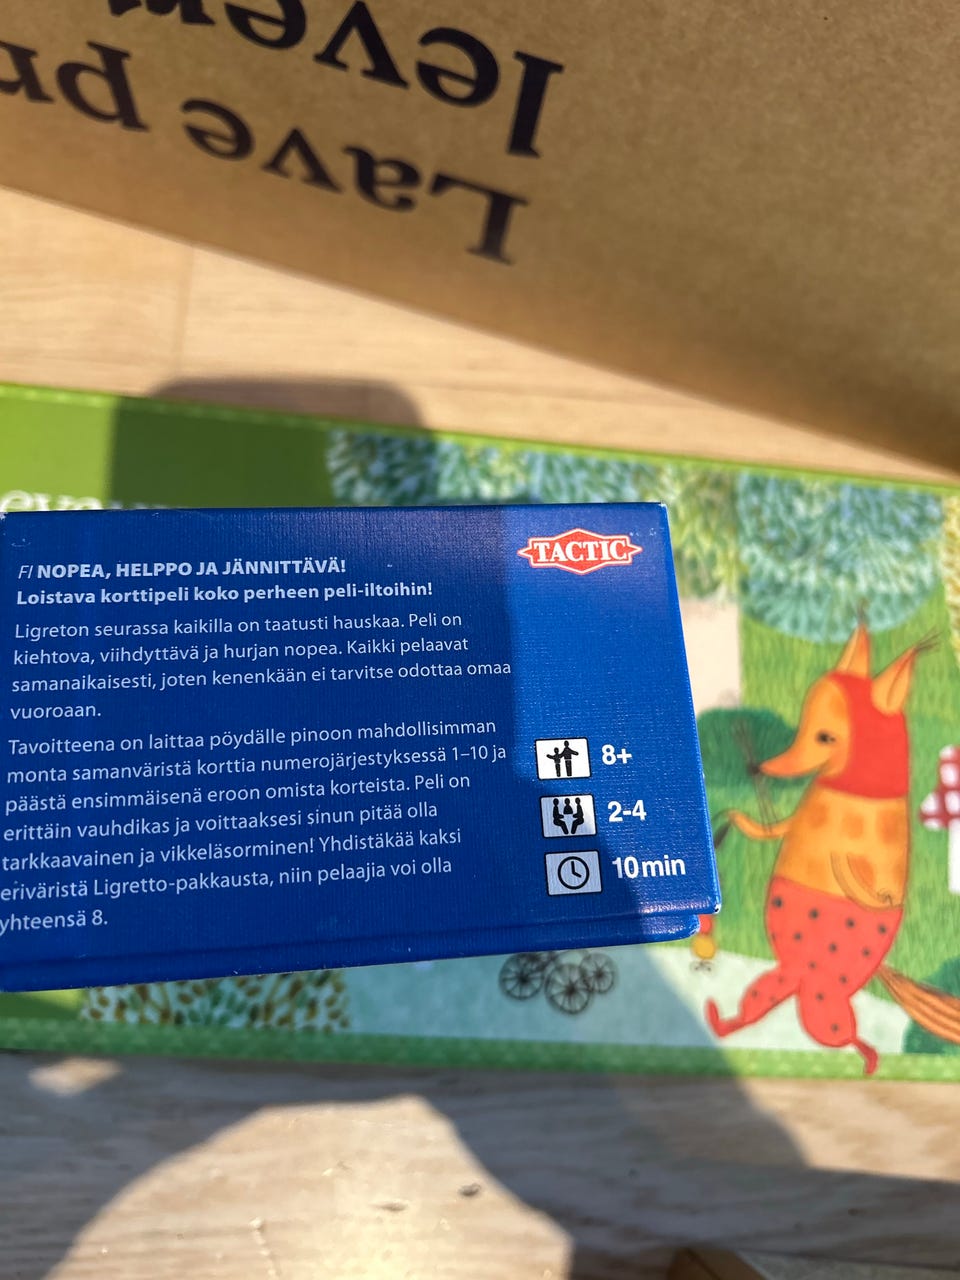 Lave pr
lever
TACTIC
FI NOPEA, HELPPO JA JÄNNITTÄVÄ!
Loistava korttipeli koko perheen peli-iltoihin!
Ligreton seurassa kaikilla on taatusti hauskaa. Peli on
kiehtova, viihdyttävä ja hurjan nopea. Kaikki pelaavat
samanaikaisesti, joten kenenkään ei tarvitse odottaa omaa
vuoroaan.
Tavoitteena on laittaa pöydälle pinoon mahdollisimman
monta samanväristä korttia numerojärjestyksessä 1–10 ja
päästä ensimmäisenä eroon omista korteista. Peli on
erittäin vauhdikas ja voittaaksesi sinun pitää olla
tarkkaavainen ja vikkeläsorminen! Yhdistäkää kaksi
eriväristä Ligretto-pakkausta, niin pelaajia voi olla
yhteensä 8.
8+
2-4
10 min